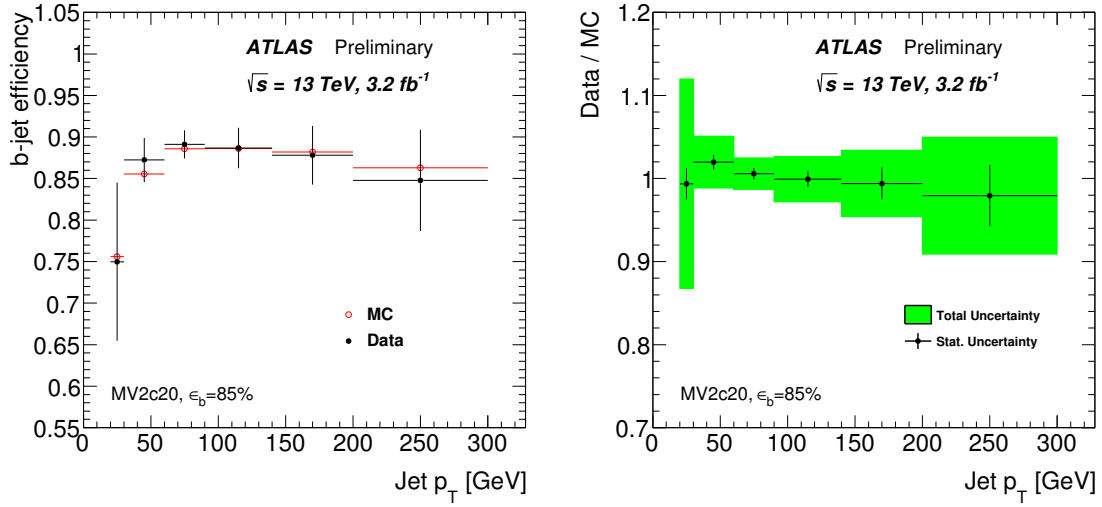 b-jet efficiency
1.05
1
0.95
0.9
0.85
0.8
0.75
0.7
0.65
0.6
0.55
ATLAS Preliminary
√s = 13 TeV, 3.2 fb⁻¹
MC
Data
MV2c20, ϵ_b=85%
0 50 100 150 200 250 300
Jet p_T [GeV]
Data / MC
1.2
1.1
1
0.9
0.8
0.7
ATLAS Preliminary
√s = 13 TeV, 3.2 fb⁻¹
Total Uncertainty
Stat. Uncertainty
MV2c20, ϵ_b=85%
0 50 100 150 200 250 300
Jet p_T [GeV]